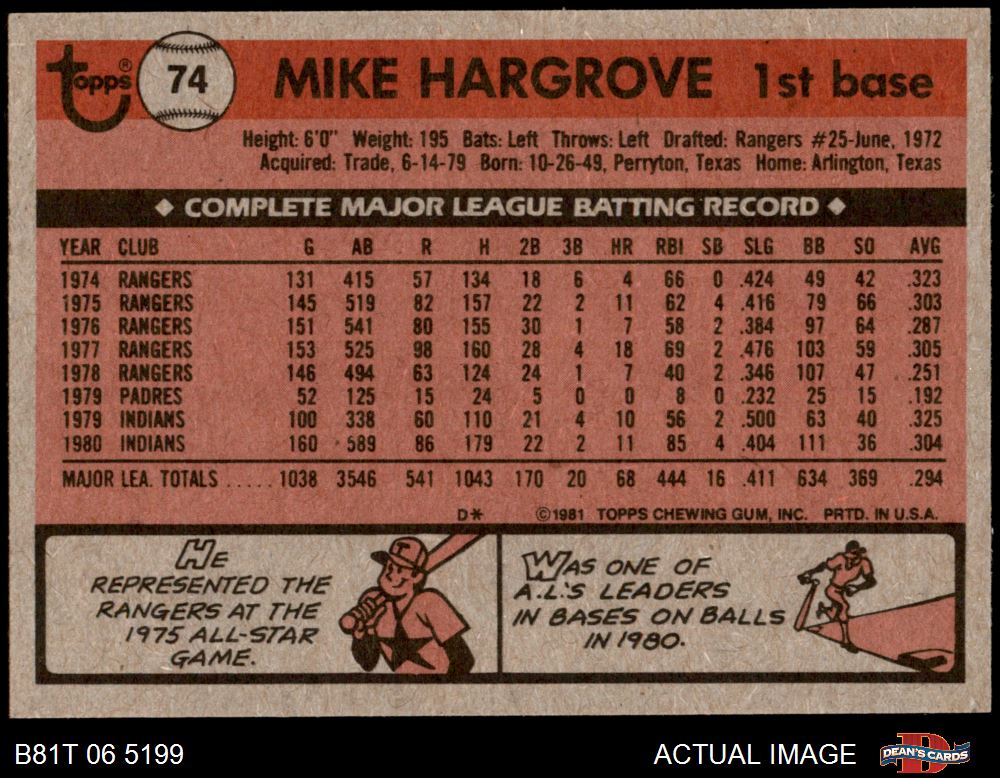 topps® 74 MIKE HARGROVE 1st base
Height: 6'0" Weight: 195 Bats: Left Throws: Left Drafted: Rangers #25-June, 1972
Acquired: Trade, 6-14-79 Born: 10-26-49, Perryton, Texas Home: Arlington, Texas
◆ COMPLETE MAJOR LEAGUE BATTING RECORD ◆
YEAR CLUB G AB R H 2B 3B HR RBI SB SLG BB SO AVG
1974 RANGERS 131 415 57 134 18 6 4 66 0 .424 49 42 .323
1975 RANGERS 145 519 82 157 22 2 11 62 4 .416 79 66 .303
1976 RANGERS 151 541 80 155 30 1 7 58 2 .384 97 64 .287
1977 RANGERS 153 525 98 160 28 4 18 69 2 .476 103 59 .305
1978 RANGERS 146 494 63 124 24 1 7 40 2 .346 107 47 .251
1979 PADRES 52 125 15 24 5 0 0 8 0 .232 25 15 .192
1979 INDIANS 100 338 60 110 21 4 10 56 2 .500 63 40 .325
1980 INDIANS 160 589 86 179 22 2 11 85 4 .404 111 36 .304
MAJOR LEA. TOTALS ..... 1038 3546 541 1043 170 20 68 444 16 .411 634 369 .294
D* ©1981 TOPPS CHEWING GUM, INC. PRTD. IN U.S.A.
HE
REPRESENTED THE
RANGERS AT THE
1975 ALL-STAR
GAME.
T
WAS ONE OF
A.L.'S LEADERS
IN BASES ON BALLS
IN 1980.
B81T 06 5199 ACTUAL IMAGE DEAN'S CARDS